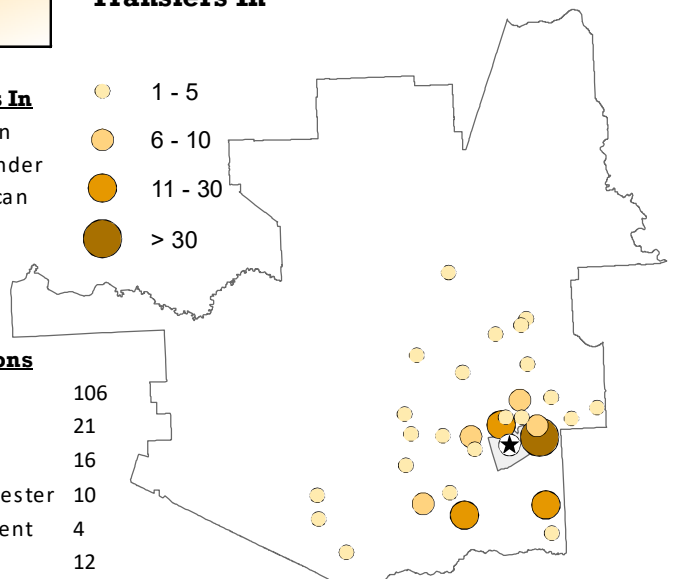 Transfers In
s In
1 - 5
n
6 - 10
nder
11 - 30
can
> 30
ons
106
21
16
ester 10
ent 4
12